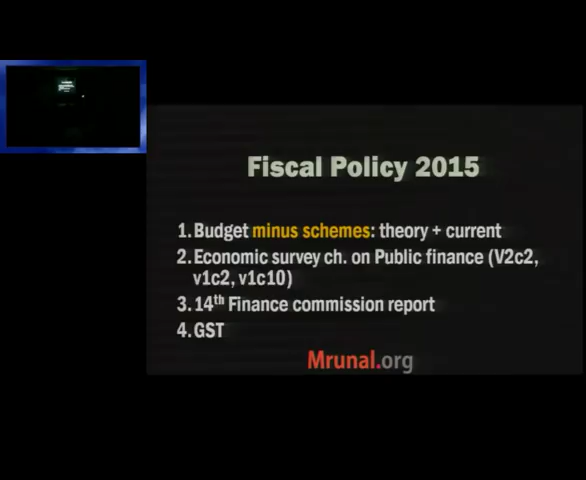 Fiscal Policy 2015
1. Budget minus schemes: theory + current
2. Economic survey ch. on Public finance (V2c2,
v1c2, v1c10)
3. 14th Finance commission report
4. GST
Mrunal.org